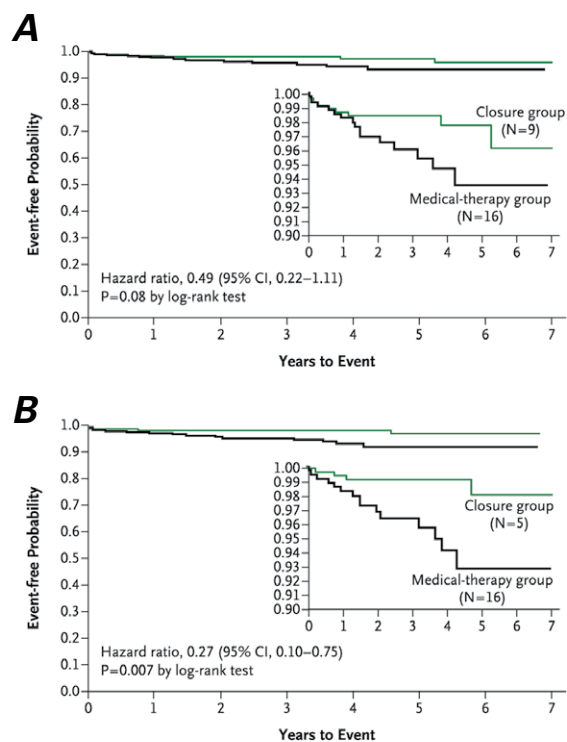 A
Event-free Probability
1.0
0.9
0.8
0.7
0.6
0.5
0.4
0.3
0.2
0.1
0.0
0 1 2 3 4 5 6 7
Years to Event
1.00
0.99
0.98
0.97
0.96
0.95
0.94
0.93
0.92
0.91
0.90
0 1 2 3 4 5 6 7
Closure group
(N=9)
Medical-therapy group
(N=16)
Hazard ratio, 0.49 (95% CI, 0.22–1.11)
P=0.08 by log-rank test
B
Event-free Probability
1.0
0.9
0.8
0.7
0.6
0.5
0.4
0.3
0.2
0.1
0.0
0 1 2 3 4 5 6 7
Years to Event
1.00
0.99
0.98
0.97
0.96
0.95
0.94
0.93
0.92
0.91
0.90
0 1 2 3 4 5 6 7
Closure group
(N=5)
Medical-therapy group
(N=16)
Hazard ratio, 0.27 (95% CI, 0.10–0.75)
P=0.007 by log-rank test